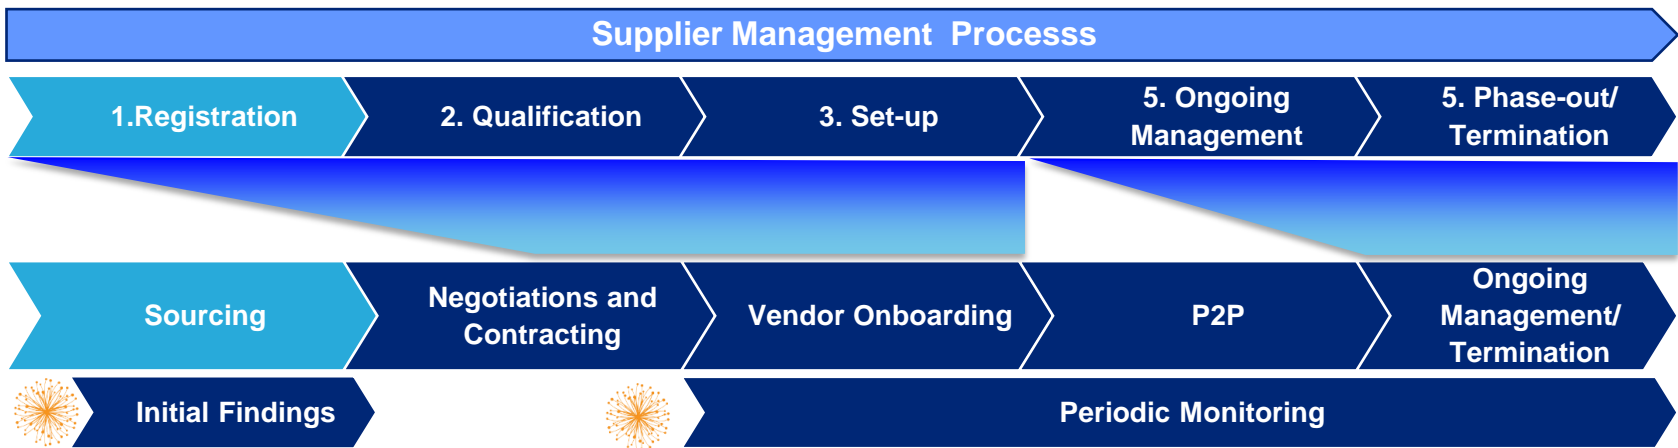 Supplier Management  Processs
1.Registration
2. Qualification
3. Set-up
5. Ongoing
Management
5. Phase-out/
Termination
Sourcing
Negotiations and
Contracting
Vendor Onboarding
P2P
Ongoing
Management/
Termination
Initial Findings
Periodic Monitoring